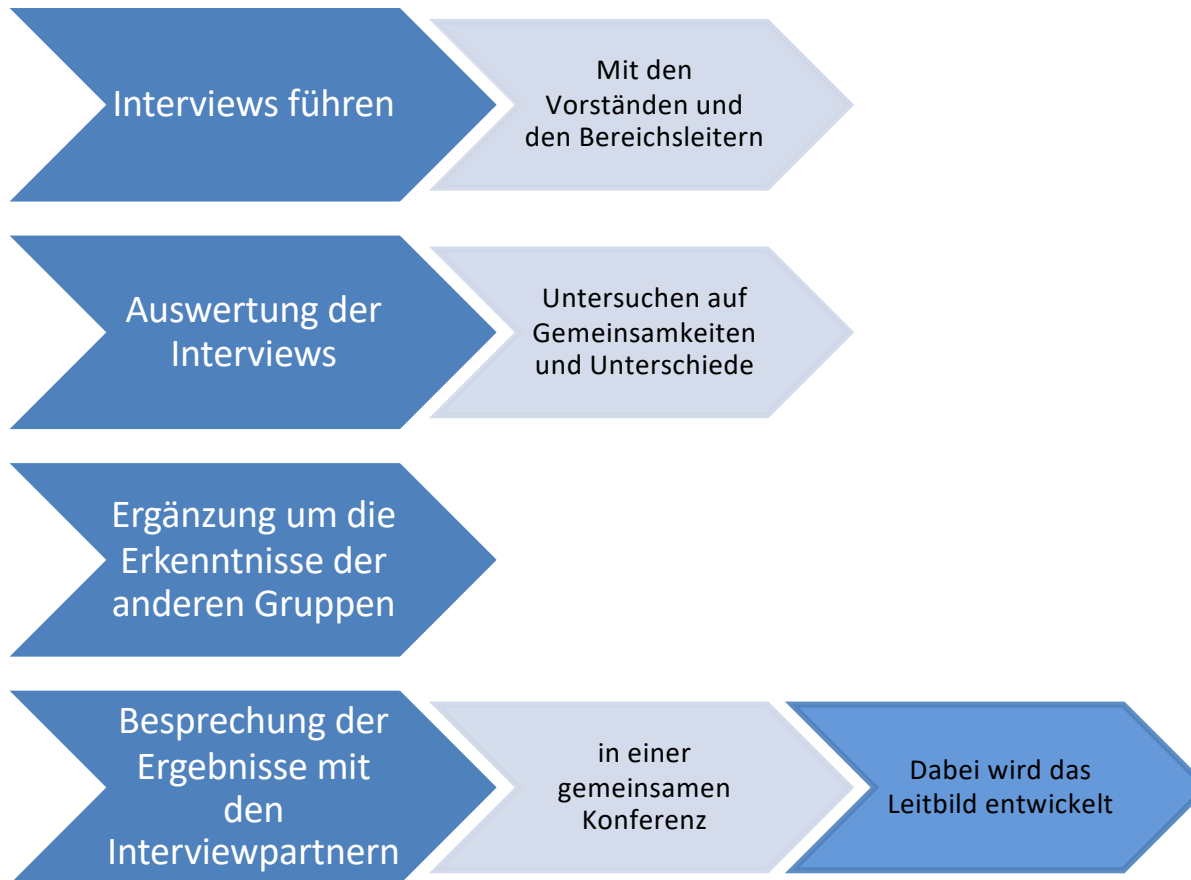 Interviews führen
Mit den
Vorständen und
den Bereichsleitern
Auswertung der
Interviews
Untersuchen auf
Gemeinsamkeiten
und Unterschiede
Ergänzung um die
Erkenntnisse der
anderen Gruppen
Besprechung der
Ergebnisse mit
den
Interviewpartnern
in einer
gemeinsamen
Konferenz
Dabei wird das
Leitbild entwickelt